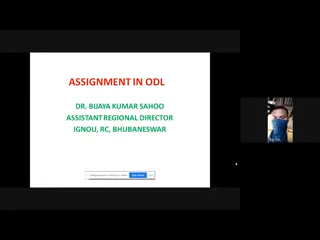 ASSIGNMENT IN ODL
DR. BIJAYA KUMAR SAHOO
ASSISTANT REGIONAL DIRECTOR
IGNOU, RC, BHUBANESWAR